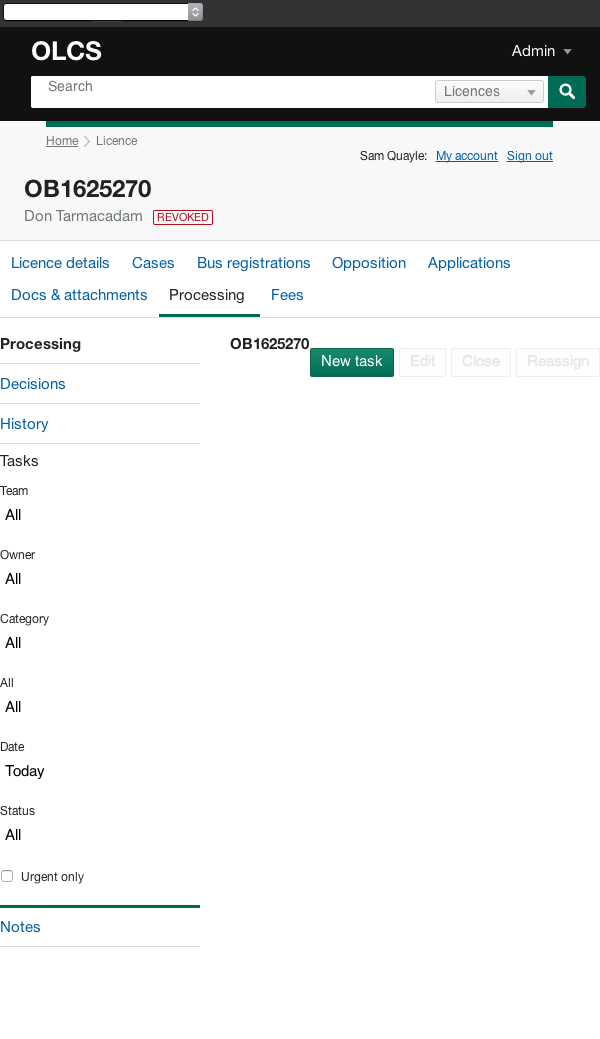 OLCS
Admin
Search
Licences
Home Licence
Sam Quayle: My account Sign out
OB1625270
Don Tarmacadam REVOKED
Licence details Cases Bus registrations Opposition Applications
Docs & attachments Processing Fees
Processing
OB1625270
New task Edit Close Reassign
Decisions
History
Tasks
Team
All
Owner
All
Category
All
All
All
Date
Today
Status
All
Urgent only
Notes